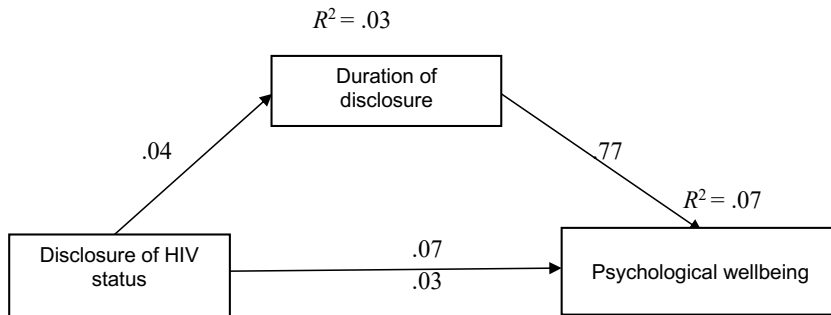 R² = .03
Duration of
disclosure
.04
.77
R² = .07
Disclosure of HIV
status
.07
.03
Psychological wellbeing